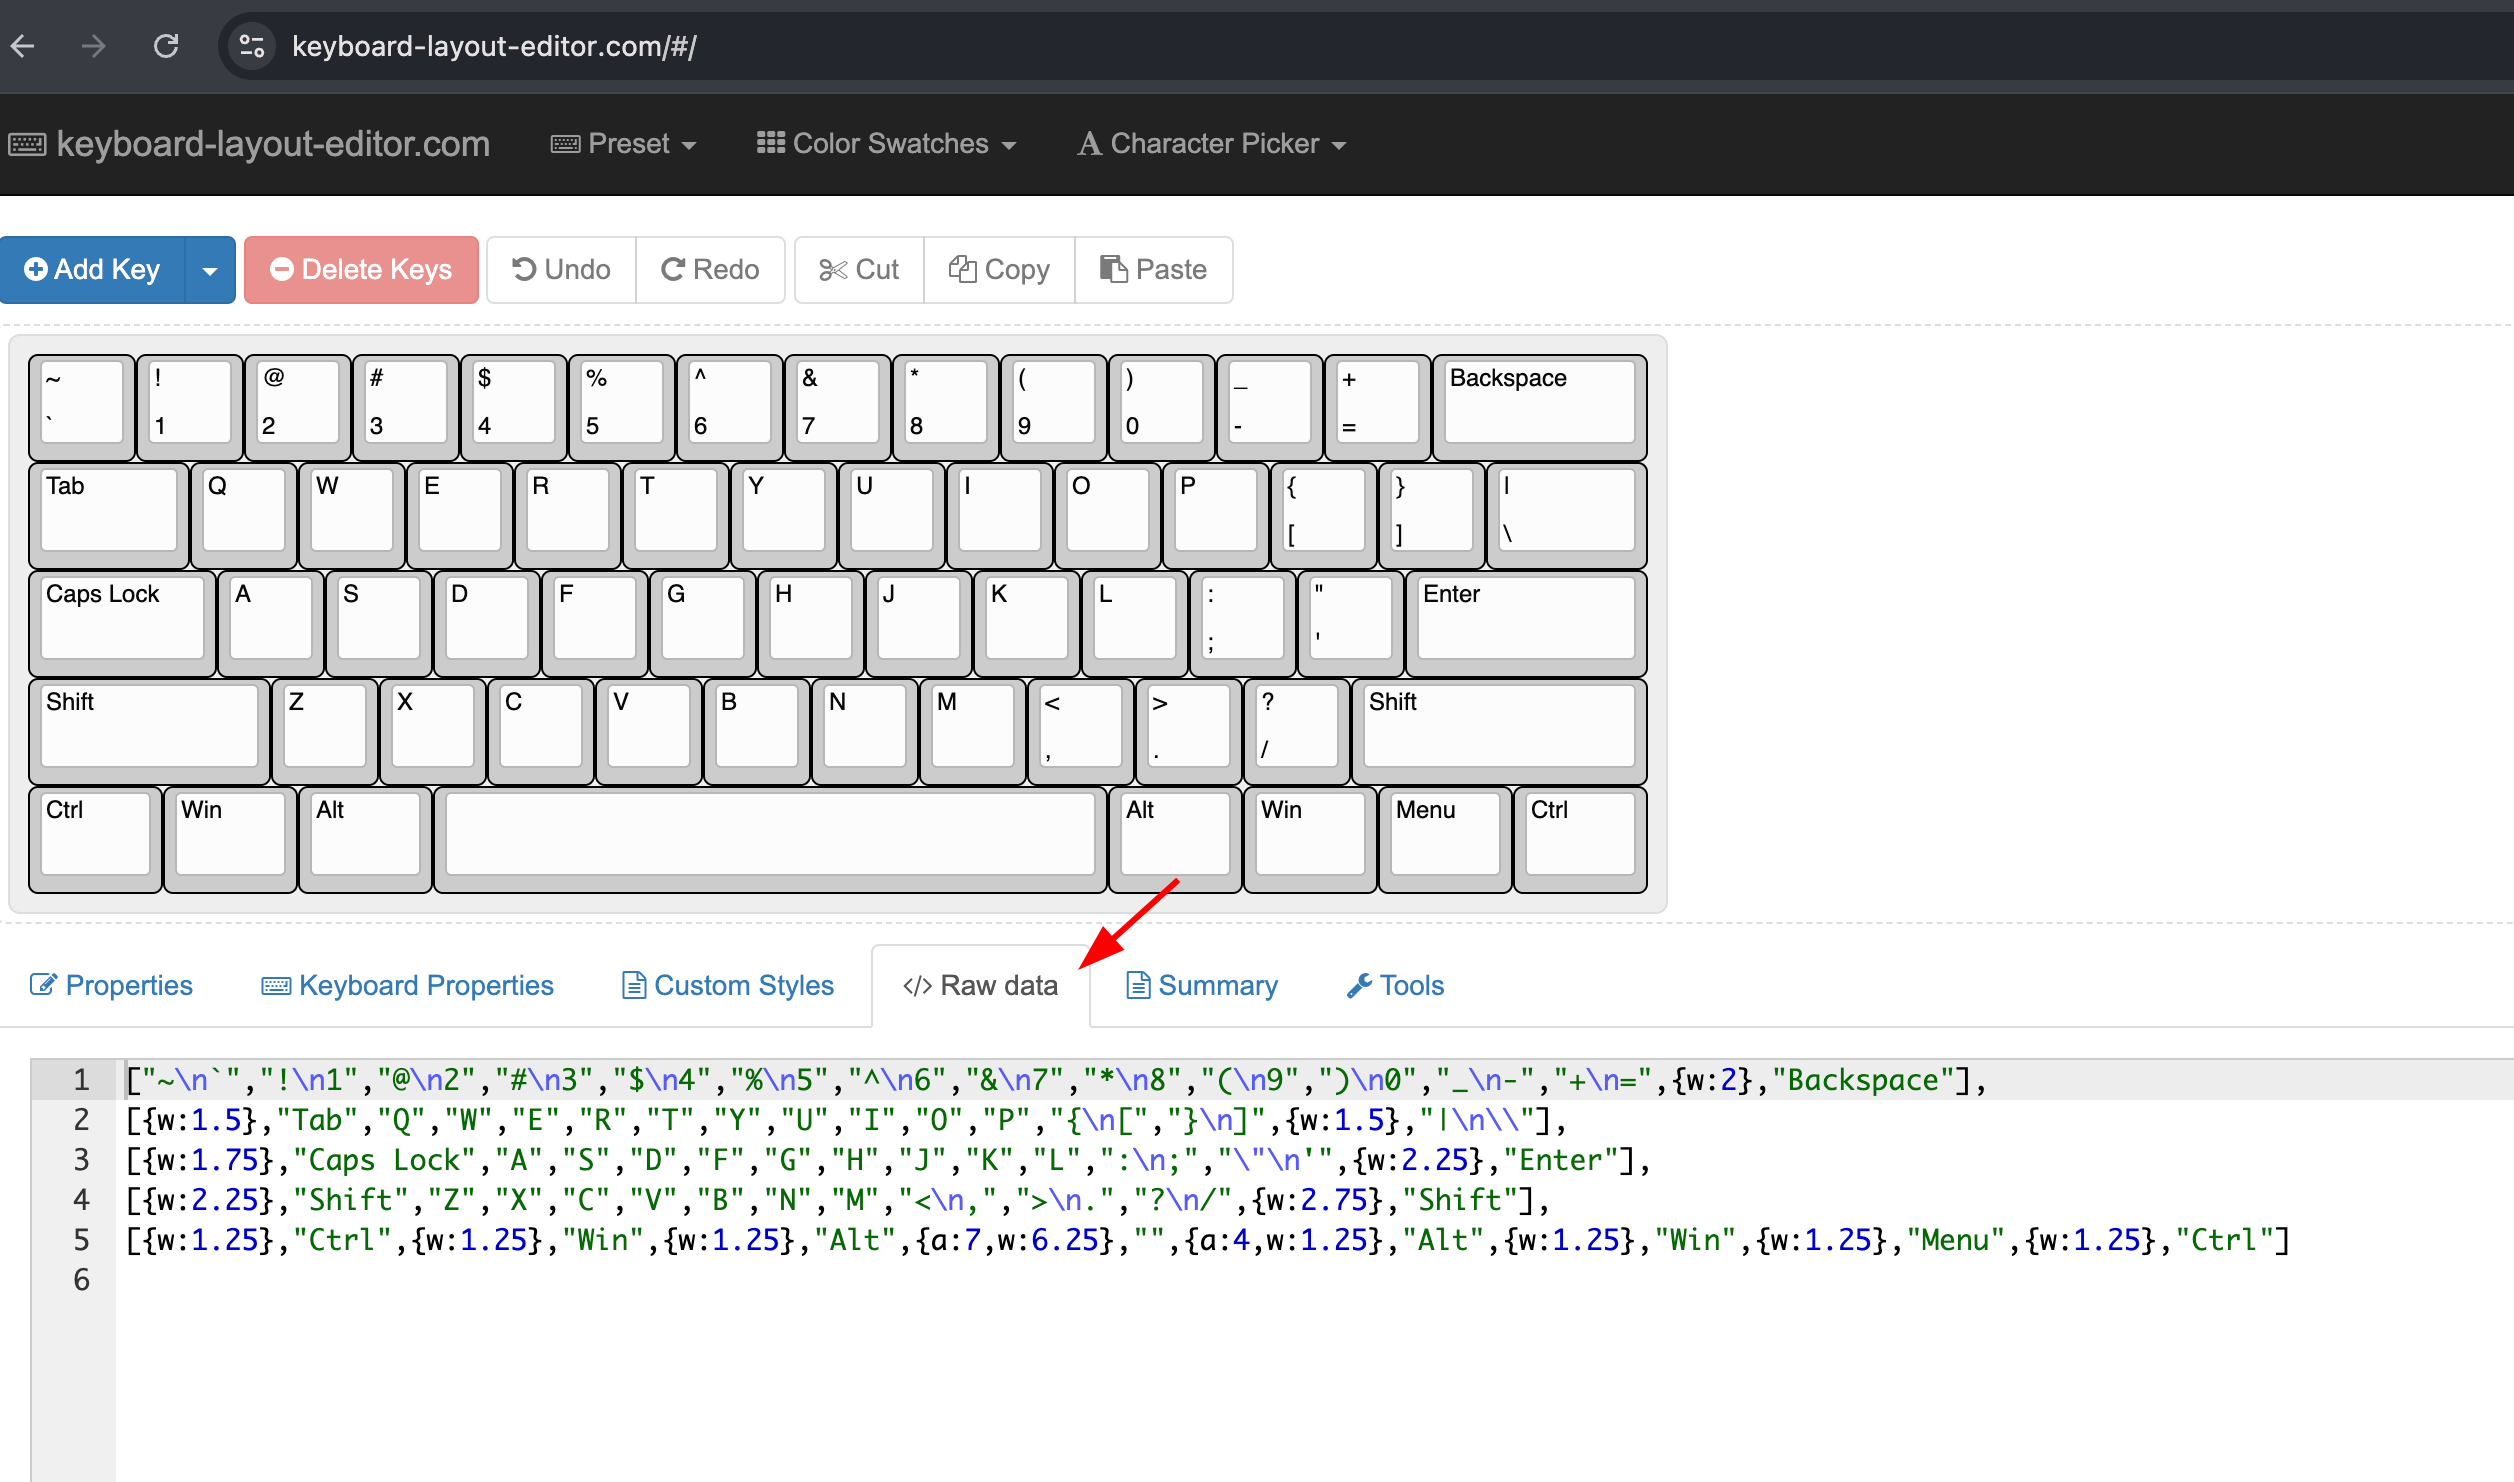 keyboard-layout-editor.com/#/
keyboard-layout-editor.com Preset Color Swatches A Character Picker
Add Key Delete Keys Undo Redo Cut Copy Paste
~ ! @ # $ % ^ & * ( ) _ + Backspace
` 1 2 3 4 5 6 7 8 9 0 - =
Tab Q W E R T Y U I O P { } |
[ ] \
Caps Lock A S D F G H J K L : " Enter
; '
Shift Z X C V B N M < > ? Shift
, . /
Ctrl Win Alt Alt Win Menu Ctrl
Properties Keyboard Properties Custom Styles </> Raw data Summary Tools
1 ["~\n`","!\n1","@\n2","#\n3","$\n4","%\n5","^\n6","&\n7","*\n8","(\n9",")\n0","_\n-","+\n=",{w:2},"Backspace"],
2 [{w:1.5},"Tab","Q","W","E","R","T","Y","U","I","O","P","{\n[","}\n]",{w:1.5},"|\n\\"],
3 [{w:1.75},"Caps Lock","A","S","D","F","G","H","J","K","L",":\n;","\"\n'",{w:2.25},"Enter"],
4 [{w:2.25},"Shift","Z","X","C","V","B","N","M","<\n,",">\n.","?\n/",{w:2.75},"Shift"],
5 [{w:1.25},"Ctrl",{w:1.25},"Win",{w:1.25},"Alt",{a:7,w:6.25},"",{a:4,w:1.25},"Alt",{w:1.25},"Win",{w:1.25},"Menu",{w:1.25},"Ctrl"]
6